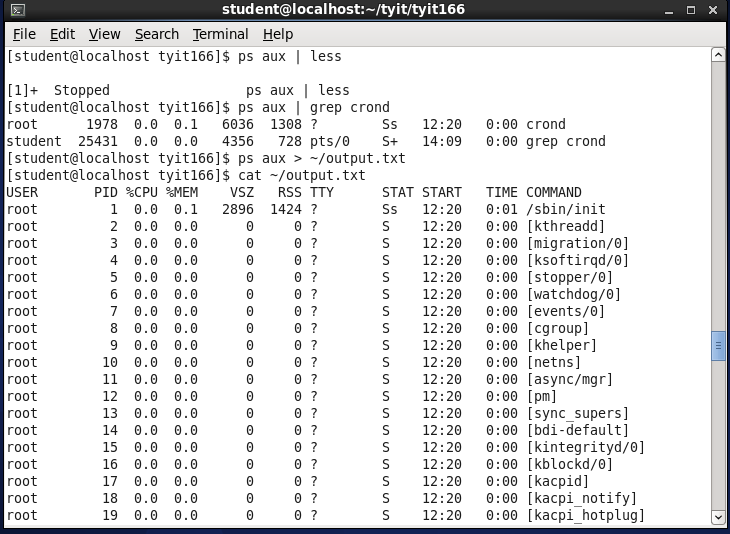 student@localhost:~/tyit/tyit166
File Edit View Search Terminal Help
[student@localhost tyit166]$ ps aux | less

[1]+  Stopped                 ps aux | less
[student@localhost tyit166]$ ps aux | grep crond
root      1978  0.0  0.1   6036  1308 ?        Ss   12:20   0:00 crond
student  25431  0.0  0.0   4356   728 pts/0    S+   14:09   0:00 grep crond
[student@localhost tyit166]$ ps aux > ~/output.txt
[student@localhost tyit166]$ cat ~/output.txt
USER       PID %CPU %MEM    VSZ   RSS TTY      STAT START   TIME COMMAND
root         1  0.0  0.1   2896  1424 ?        Ss   12:20   0:01 /sbin/init
root         2  0.0  0.0      0     0 ?        S    12:20   0:00 [kthreadd]
root         3  0.0  0.0      0     0 ?        S    12:20   0:00 [migration/0]
root         4  0.0  0.0      0     0 ?        S    12:20   0:00 [ksoftirqd/0]
root         5  0.0  0.0      0     0 ?        S    12:20   0:00 [stopper/0]
root         6  0.0  0.0      0     0 ?        S    12:20   0:00 [watchdog/0]
root         7  0.0  0.0      0     0 ?        S    12:20   0:00 [events/0]
root         8  0.0  0.0      0     0 ?        S    12:20   0:00 [cgroup]
root         9  0.0  0.0      0     0 ?        S    12:20   0:00 [khelper]
root        10  0.0  0.0      0     0 ?        S    12:20   0:00 [netns]
root        11  0.0  0.0      0     0 ?        S    12:20   0:00 [async/mgr]
root        12  0.0  0.0      0     0 ?        S    12:20   0:00 [pm]
root        13  0.0  0.0      0     0 ?        S    12:20   0:00 [sync_supers]
root        14  0.0  0.0      0     0 ?        S    12:20   0:00 [bdi-default]
root        15  0.0  0.0      0     0 ?        S    12:20   0:00 [kintegrityd/0]
root        16  0.0  0.0      0     0 ?        S    12:20   0:00 [kblockd/0]
root        17  0.0  0.0      0     0 ?        S    12:20   0:00 [kacpid]
root        18  0.0  0.0      0     0 ?        S    12:20   0:00 [kacpi_notify]
root        19  0.0  0.0      0     0 ?        S    12:20   0:00 [kacpi_hotplug]